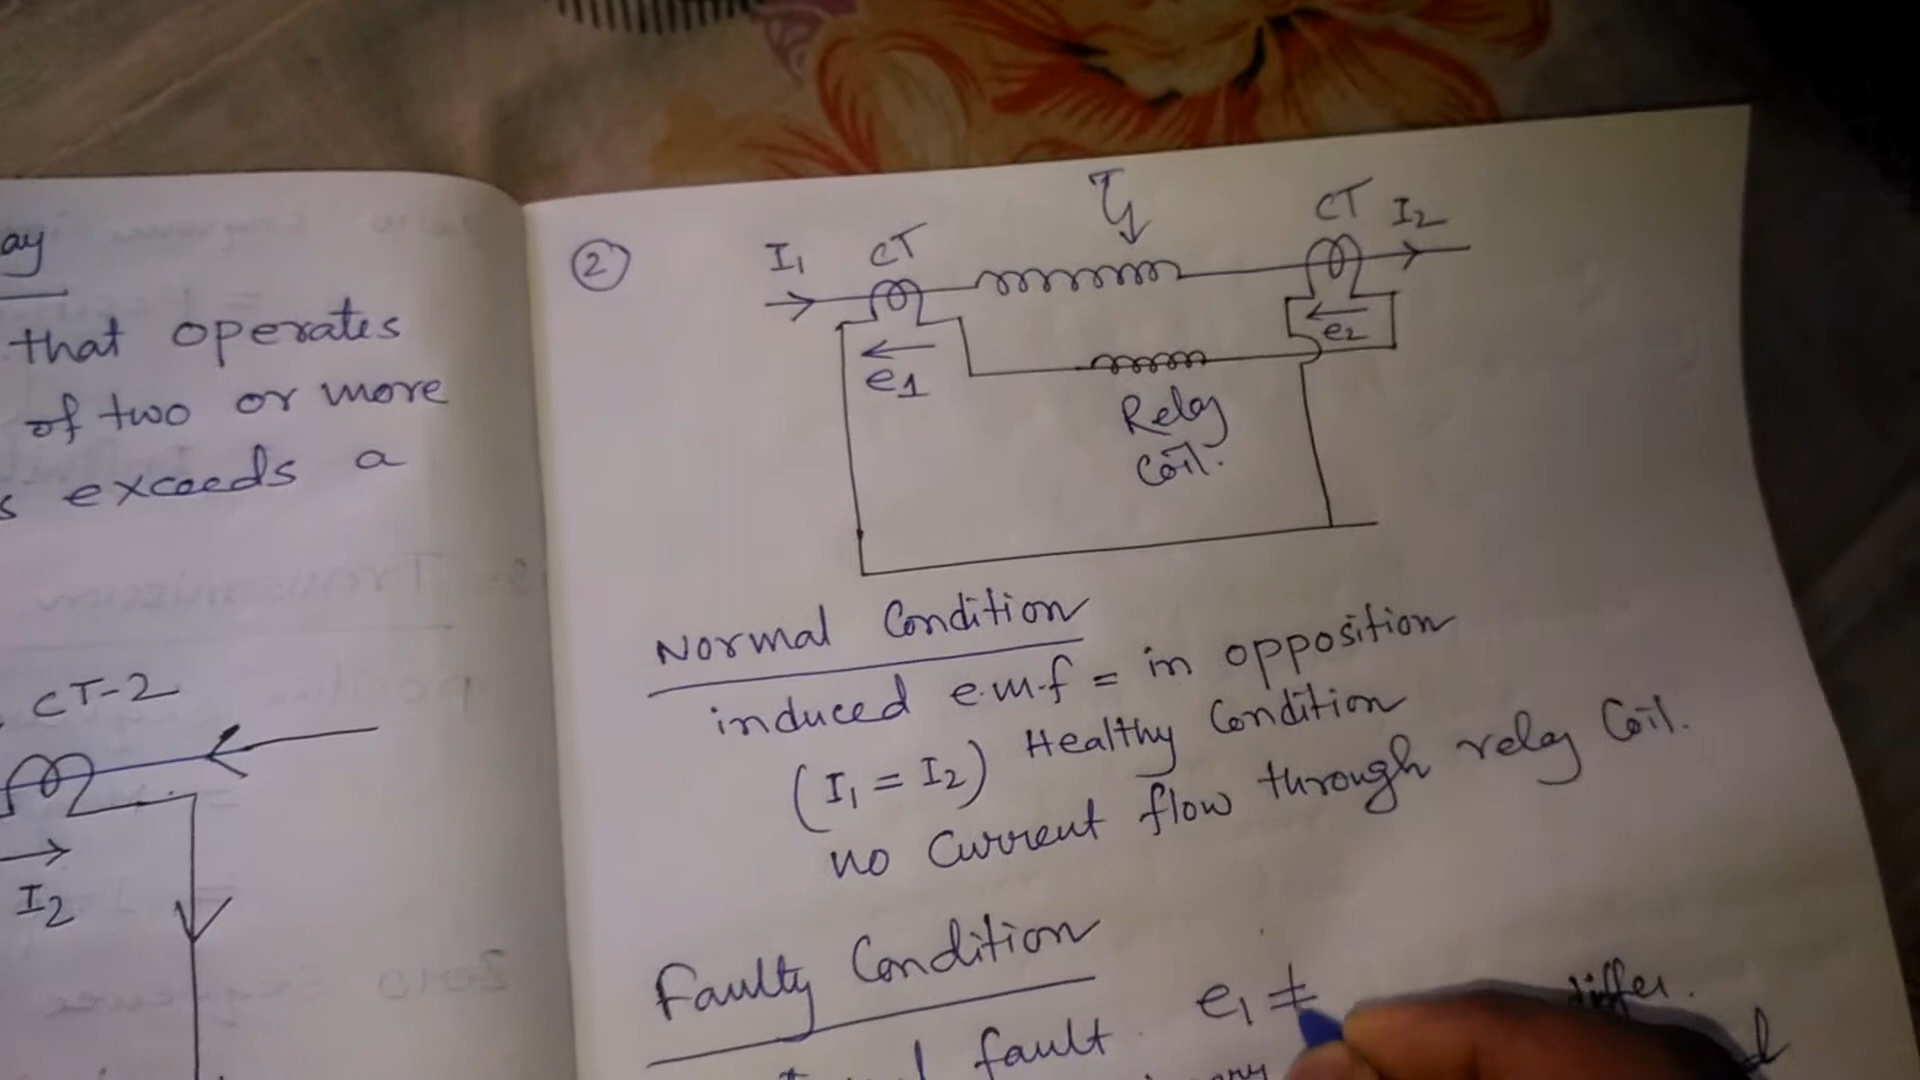 ay
that operates
of two or more
s exceeds a
CT-2
I2
2
I1
CT
CT
I2
e1
e2
Relay
Coil.
Normal Condition
induced e.m.f = in opposition
(I1 = I2) Healthy Condition
no current flow through relay Coil.
Faulty Condition
fault. e1 ≠ differ.